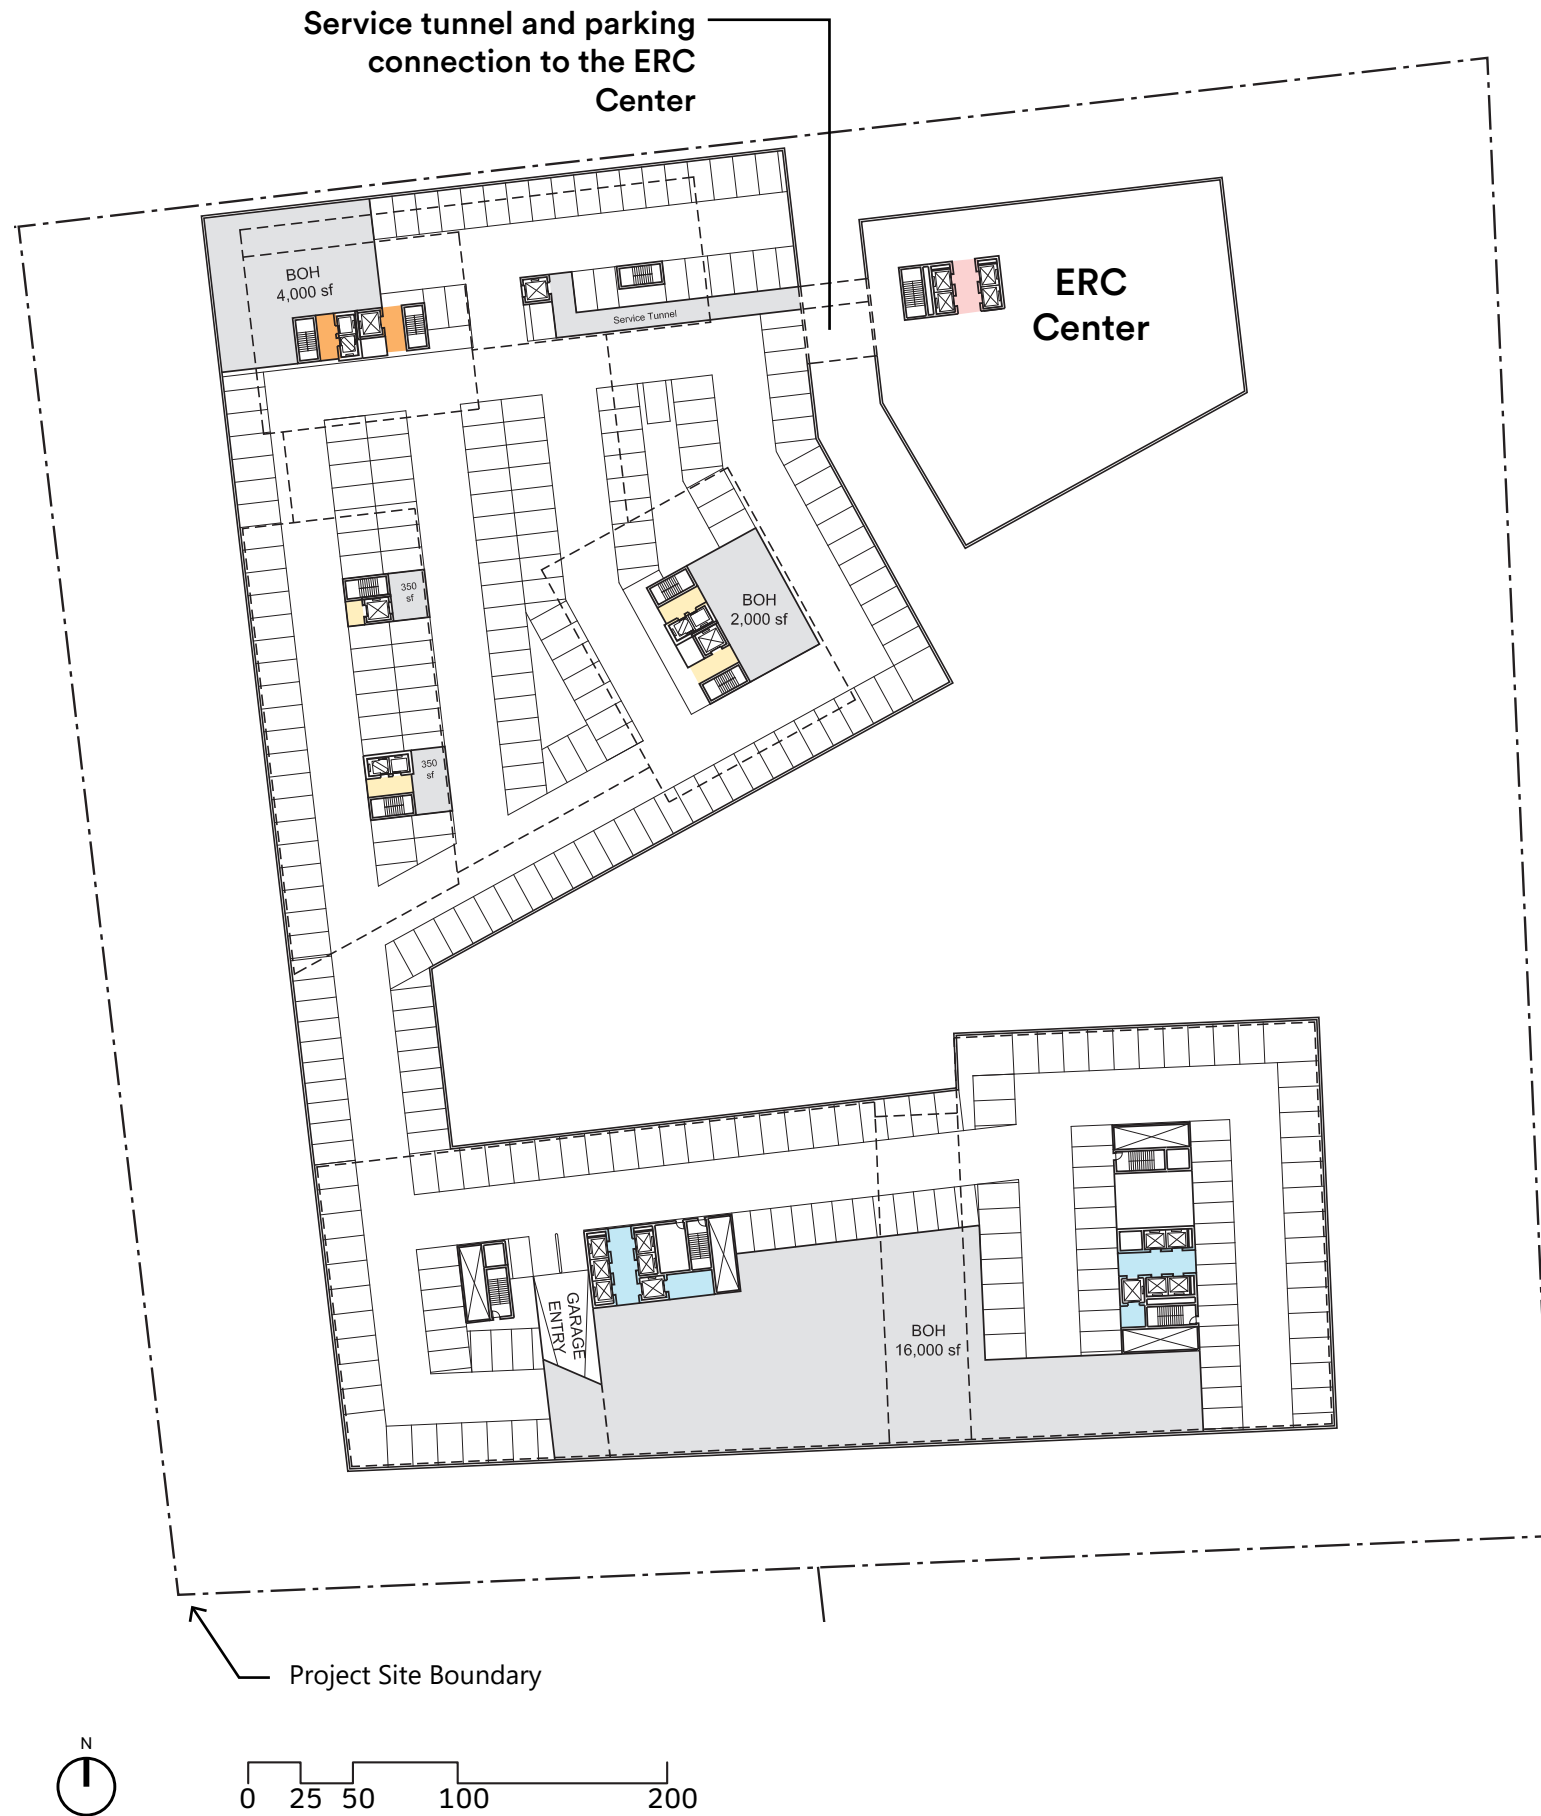 Service tunnel and parking
connection to the ERC
Center
BOH
4,000 sf
Service Tunnel
ERC
Center
350
sf
BOH
2,000 sf
350
sf
GARAGE
ENTRY
BOH
16,000 sf
Project Site Boundary
N
0 25 50 100 200